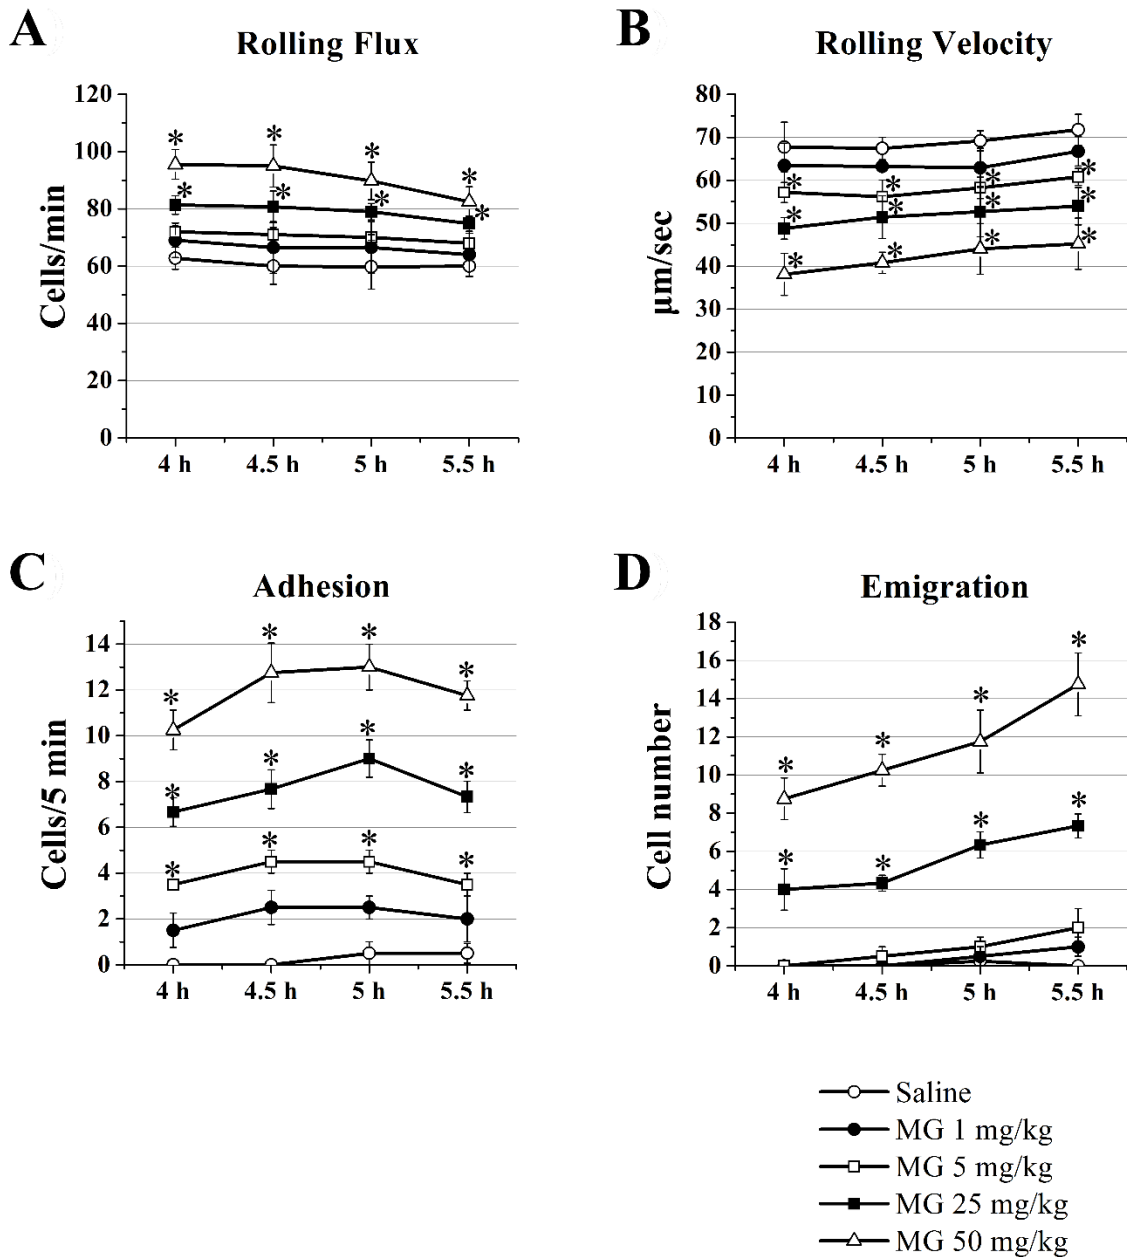 A
Rolling Flux
Cells/min
120
100
80
60
40
20
0
* * * *
* * * *
4 h 4.5 h 5 h 5.5 h
B
Rolling Velocity
µm/sec
80
70
60
50
40
30
20
10
0
* * * *
* * * *
* * * *
4 h 4.5 h 5 h 5.5 h
C
Adhesion
Cells/5 min
14
12
10
8
6
4
2
0
* * * *
* * * *
* * * *
4 h 4.5 h 5 h 5.5 h
D
Emigration
Cell number
18
16
14
12
10
8
6
4
2
0
* * * *
* * * *
4 h 4.5 h 5 h 5.5 h
Saline
MG 1 mg/kg
MG 5 mg/kg
MG 25 mg/kg
MG 50 mg/kg